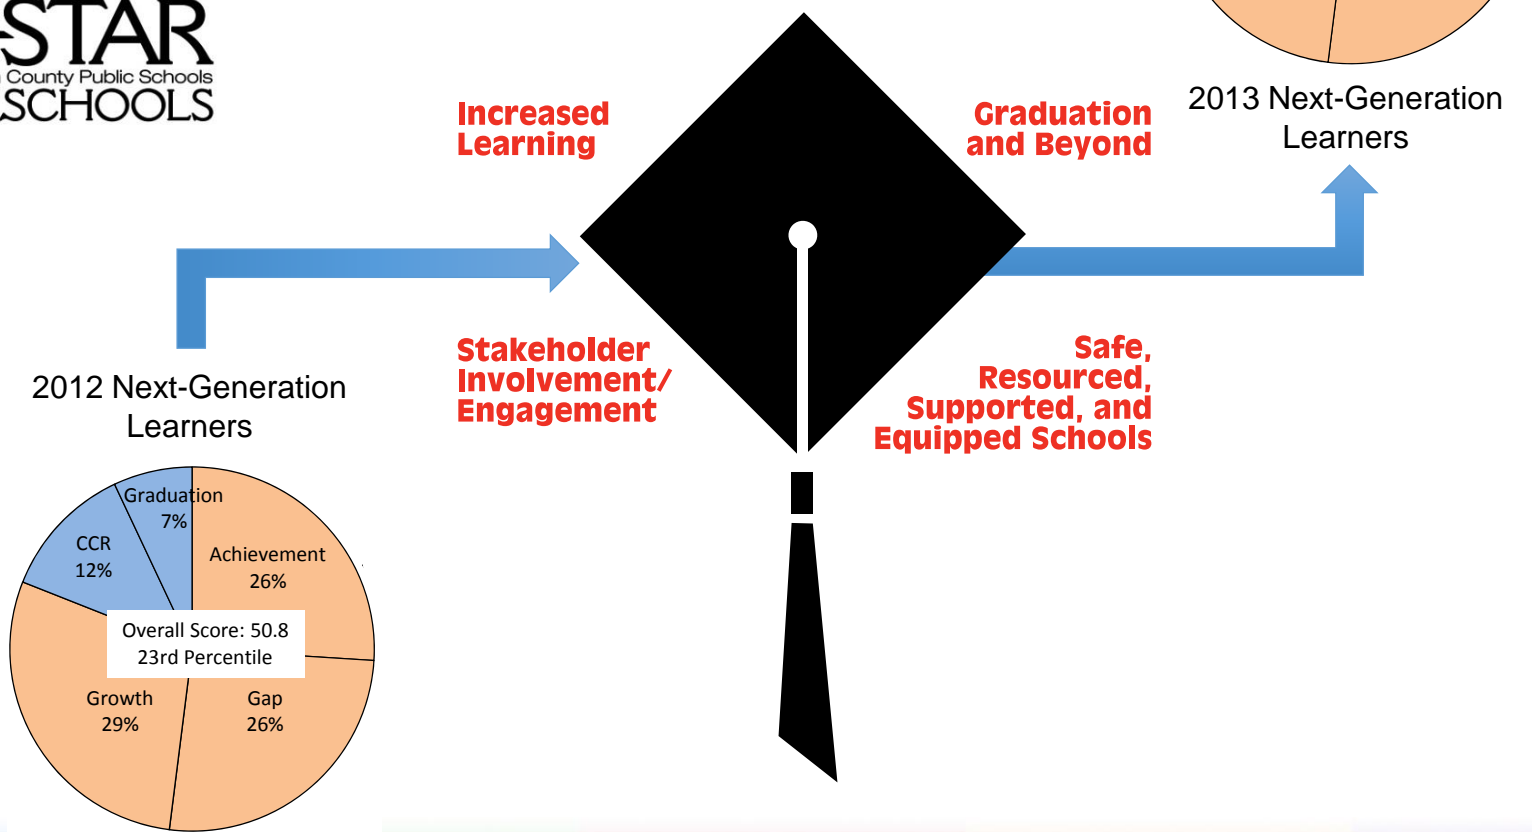 STAR
County Public Schools
SCHOOLS
Increased
Learning
Graduation
and Beyond
2013 Next-Generation
Learners
Stakeholder
Involvement/
Engagement
Safe,
Resourced,
Supported, and
Equipped Schools
2012 Next-Generation
Learners
Graduation
7%
CCR
12%
Achievement
26%
Overall Score: 50.8
23rd Percentile
Growth
29%
Gap
26%